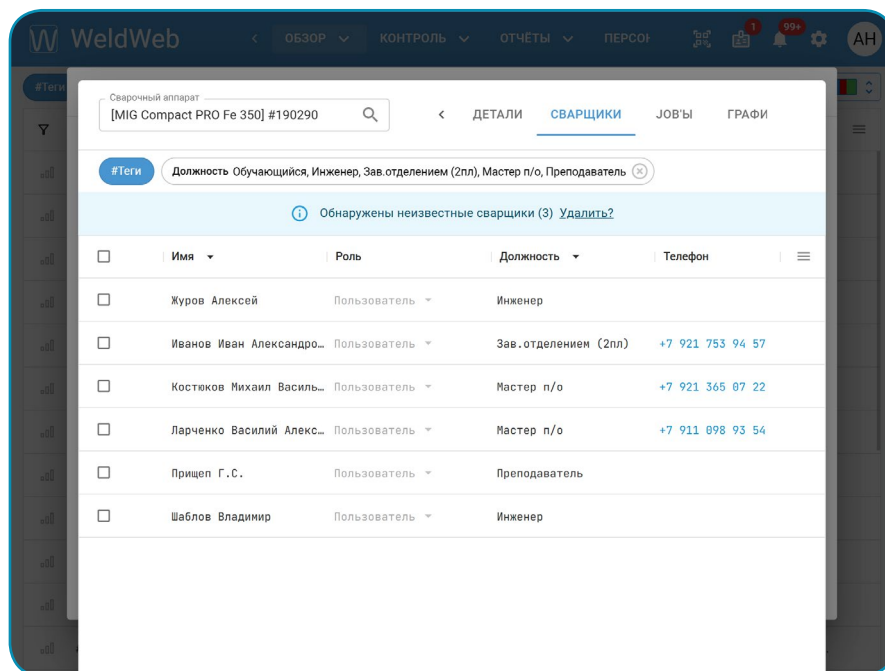 WeldWeb
ОБЗОР КОНТРОЛЬ ОТЧЁТЫ ПЕРСОН
1 99+ AH
#Теги
Сварочный аппарат
[MIG Compact PRO Fe 350] #190290
ДЕТАЛИ СВАРЩИКИ JOB'Ы ГРАФИ
#Теги Должность Обучающийся, Инженер, Зав.отделением (2пл), Мастер п/о, Преподаватель
Обнаружены неизвестные сварщики (3) Удалить?
Имя Роль Должность Телефон
Журов Алексей Пользователь Инженер
Иванов Иван Александро… Пользователь Зав.отделением (2пл) +7 921 753 94 57
Костюков Михаил Василь… Пользователь Мастер п/о +7 921 365 07 22
Ларченко Василий Алекс… Пользователь Мастер п/о +7 911 098 93 54
Прищеп Г.С. Пользователь Преподаватель
Шаблов Владимир Пользователь Инженер